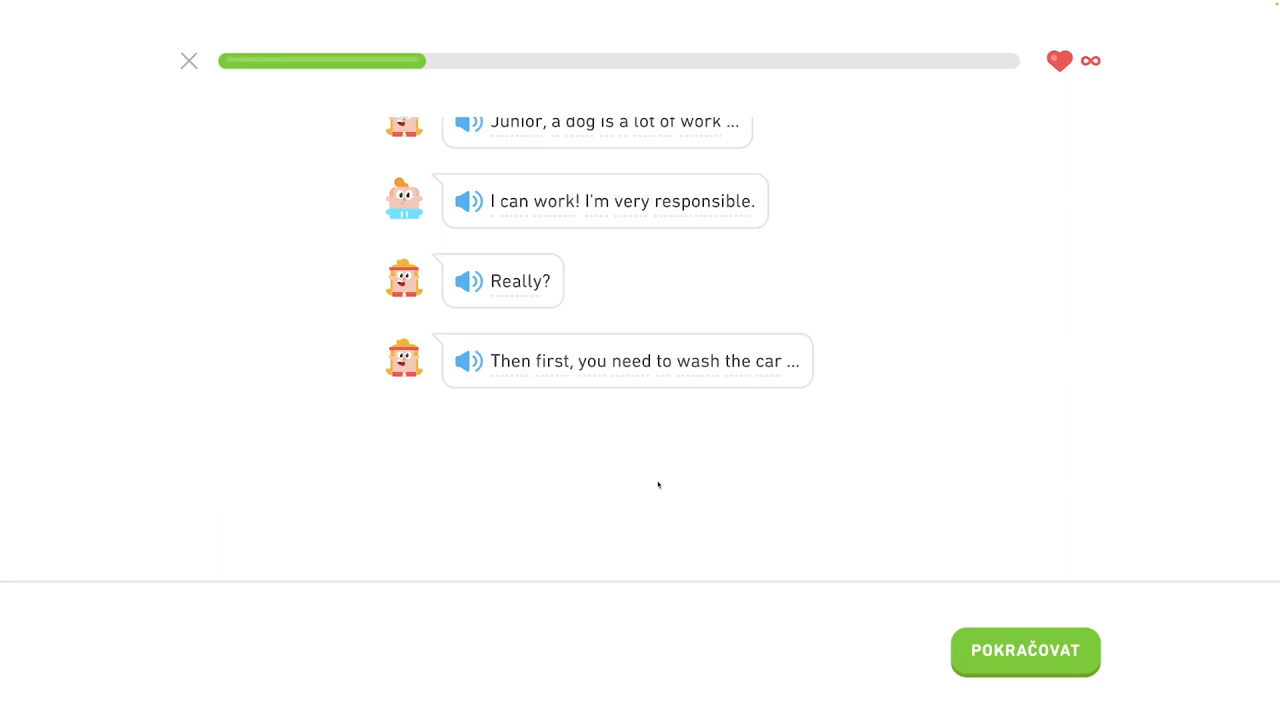 Junior, a dog is a lot of work ...
I can work! I'm very responsible.
Really?
Then first, you need to wash the car ...
POKRAČOVAT